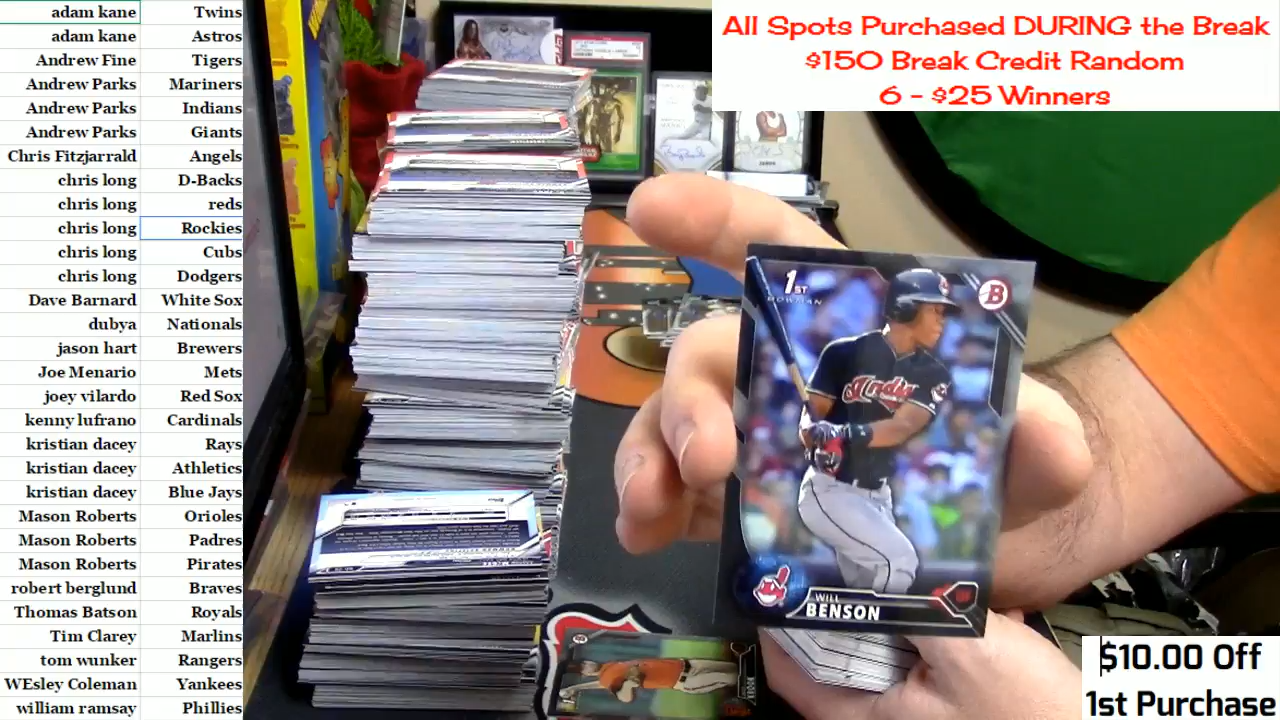 adam kane Twins
adam kane Astros
Andrew Fine Tigers
Andrew Parks Mariners
Andrew Parks Indians
Andrew Parks Giants
Chris Fitzjarrald Angels
chris long D-Backs
chris long reds
chris long Rockies
chris long Cubs
chris long Dodgers
Dave Barnard White Sox
dubya Nationals
jason hart Brewers
Joe Menario Mets
joey vilardo Red Sox
kenny lufrano Cardinals
kristian dacey Rays
kristian dacey Athletics
kristian dacey Blue Jays
Mason Roberts Orioles
Mason Roberts Padres
Mason Roberts Pirates
robert berglund Braves
Thomas Batson Royals
Tim Clarey Marlins
tom wunker Rangers
WEsley Coleman Yankees
william ramsay Phillies
All Spots Purchased DURING the Break
$150 Break Credit Random
6 - $25 Winners
1ST
BOWMAN
B
Indians
WILL
BENSON
$10.00 Off
1st Purchase